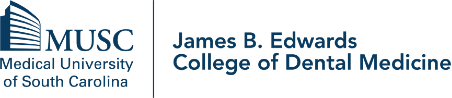 MUSC
Medical University
of South Carolina
James B. Edwards
College of Dental Medicine